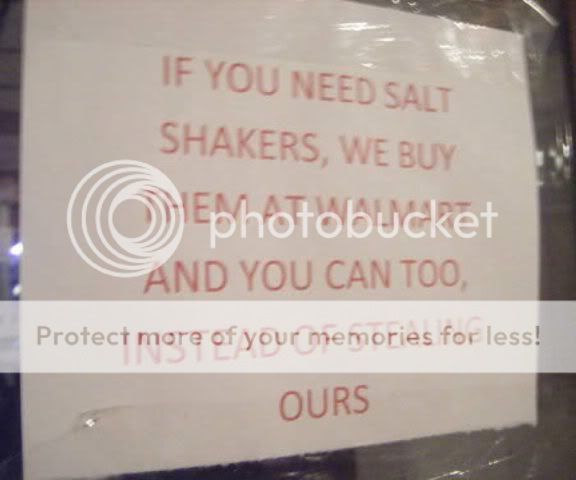 IF YOU NEED SALT
SHAKERS, WE BUY
THEM AT WALMART
photobucket
AND YOU CAN TOO,
Protect more of your memories for less!
INSTEAD OF STEALING
OURS